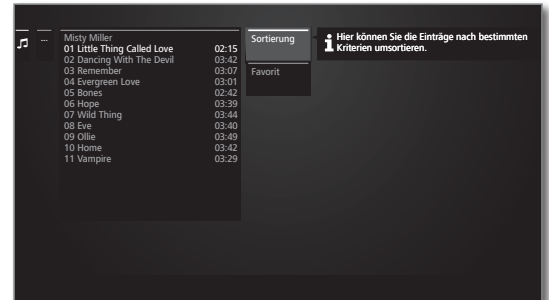 ...
Misty Miller
01 Little Thing Called Love 02:15
02 Dancing With The Devil 03:42
03 Remember 03:07
04 Evergreen Love 03:01
05 Bones 02:42
06 Hope 03:39
07 Wild Thing 03:44
08 Eve 03:40
09 Ollie 03:49
10 Home 03:42
11 Vampire 03:29
Sortierung
Favorit
Hier können Sie die Einträge nach bestimmten
Kriterien umsortieren.